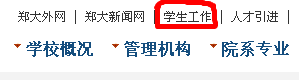 郑大外网 | 郑大新闻网 | 学生工作 | 人才引进 |
学校概况 管理机构 院系专业